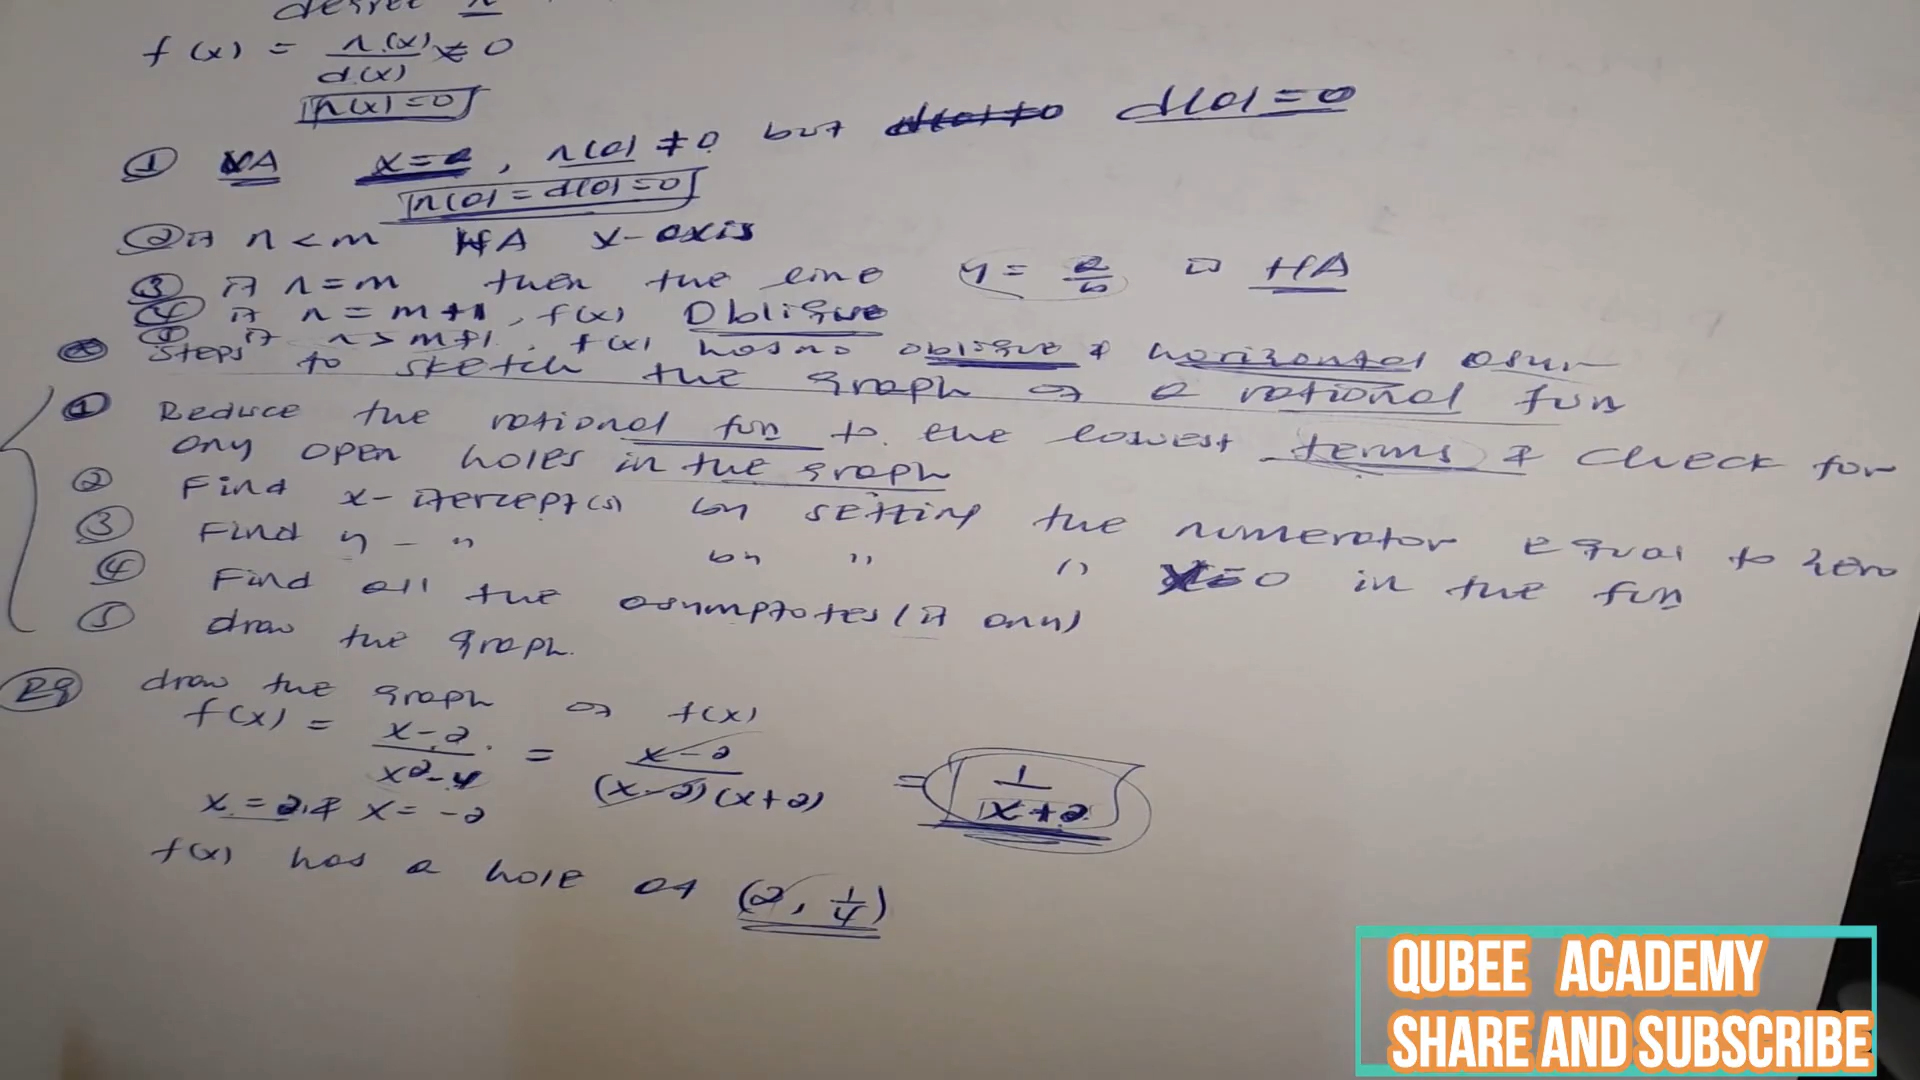 degree n
f(x) = n(x)/d(x) ≠ 0
n(x) = 0
① VA x=a, n(a) ≠ 0 but d(a) = 0
n(a) = d(a) = 0
② if n < m HA x-axis
③ if n = m then the line y = a/b is HA
④ if n = m+1, f(x) Oblique
⑤ if n > m+1, f(x) has no oblique & horizontal asym
Steps to sketch the graph of a rational fun
① Reduce the rational fun to the lowest terms & check for
any open holes in the graph
② Find x-itercept(s) by setting the numerator equal to zero
③ Find y - " by " " x=0 in the fun
④ Find all the asymptotes (if any)
⑤ draw the graph.
Eg draw the graph of f(x)
f(x) = x-2/x²-4 = x-2/(x-2)(x+2) = 1/x+2
x = 2 & x = -2
f(x) has a hole at (2, 1/4)
QUBEE ACADEMY
SHARE AND SUBSCRIBE